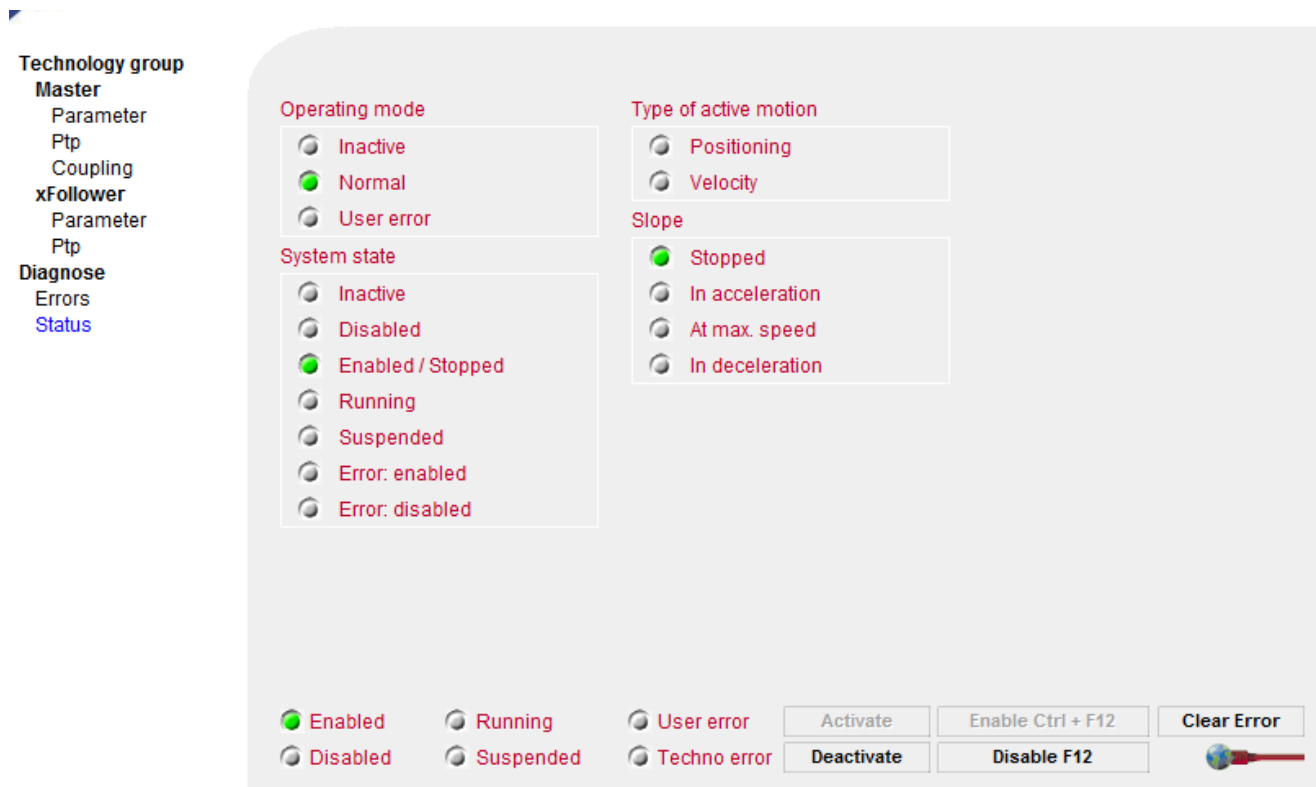 Technology group
Master
Parameter
Ptp
Coupling
xFollower
Parameter
Ptp
Diagnose
Errors
Status
Operating mode
Inactive
Normal
User error
System state
Inactive
Disabled
Enabled / Stopped
Running
Suspended
Error: enabled
Error: disabled
Type of active motion
Positioning
Velocity
Slope
Stopped
In acceleration
At max. speed
In deceleration
Enabled Running User error Activate Enable Ctrl + F12 Clear Error
Disabled Suspended Techno error Deactivate Disable F12